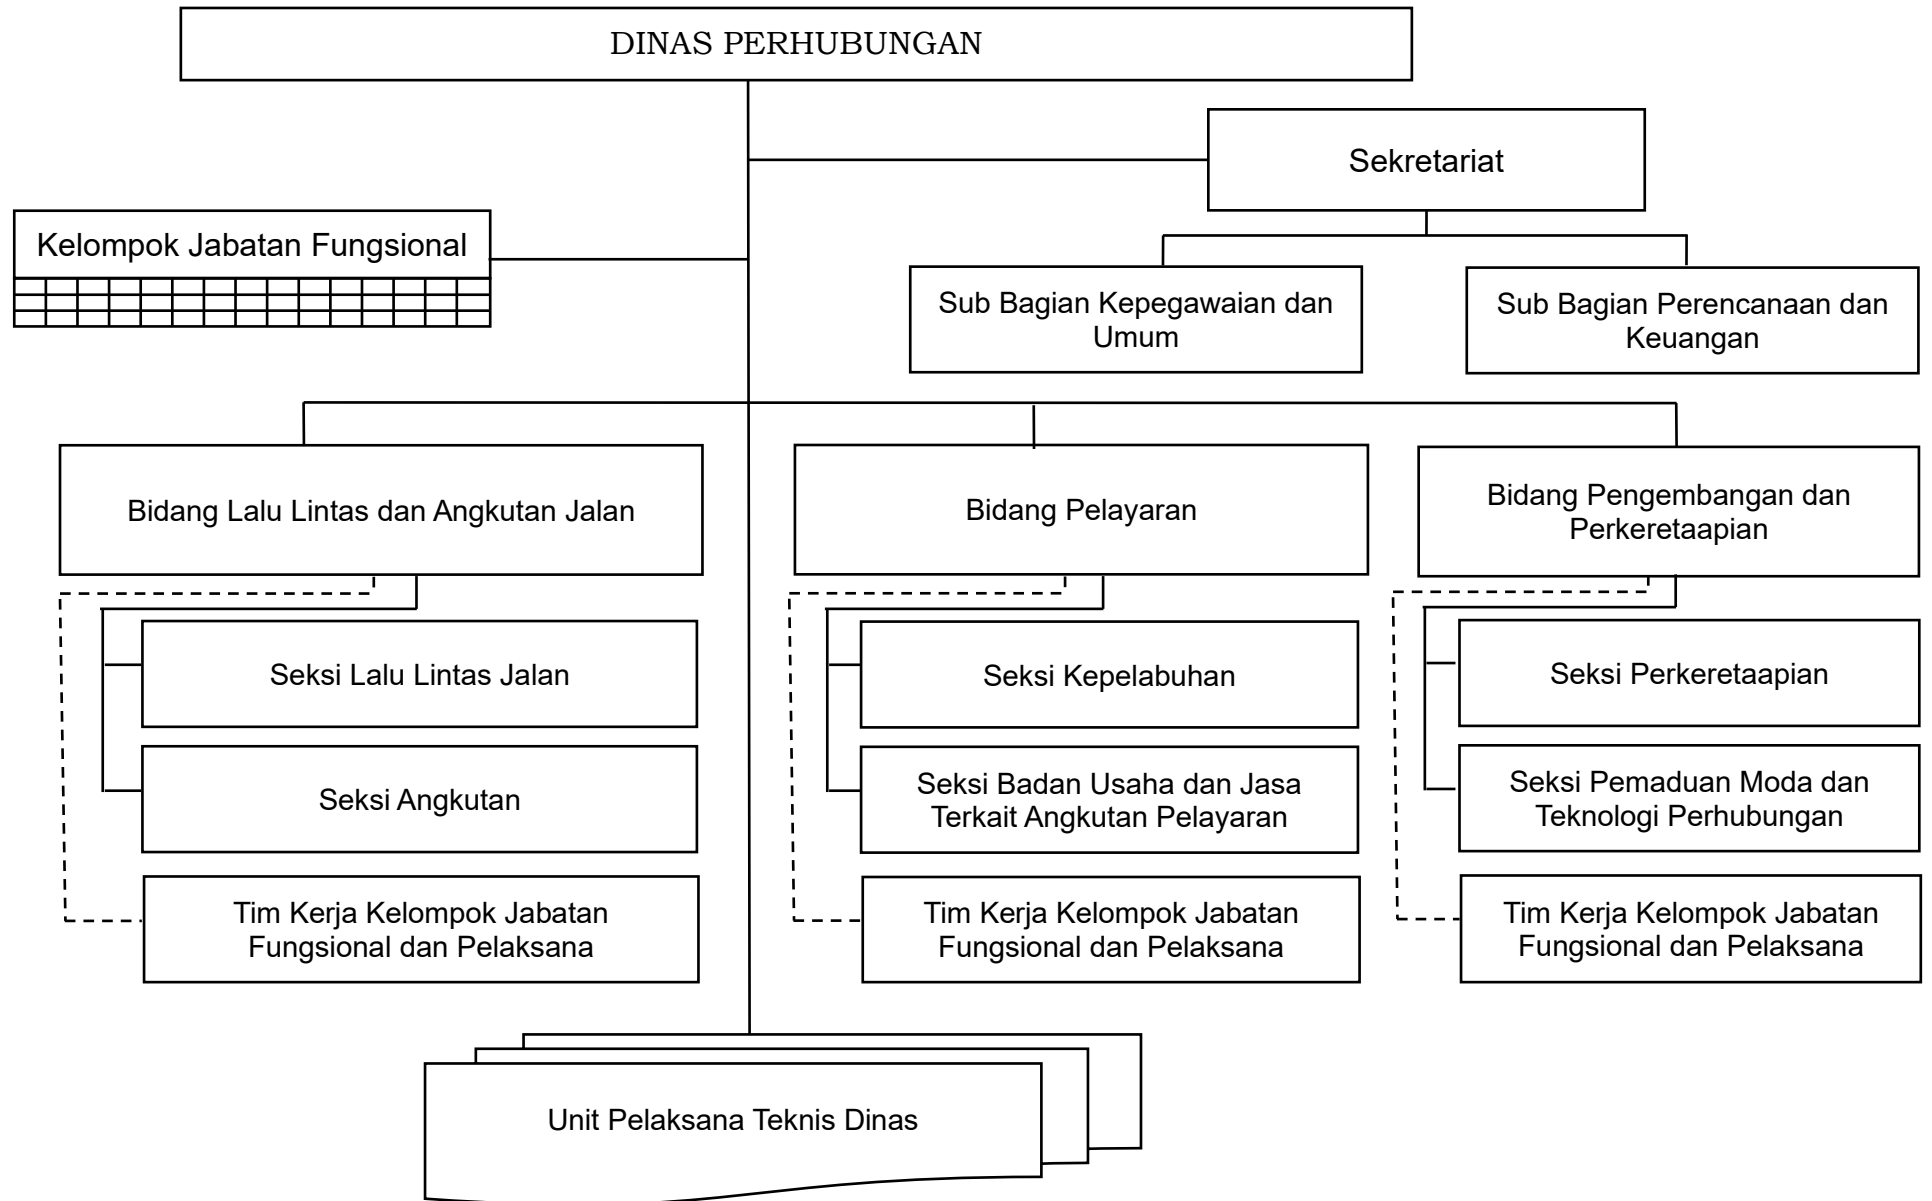 DINAS PERHUBUNGAN
Sekretariat
Kelompok Jabatan Fungsional
Sub Bagian Kepegawaian dan
Umum
Sub Bagian Perencanaan dan
Keuangan
Bidang Lalu Lintas dan Angkutan Jalan
Bidang Pelayaran
Bidang Pengembangan dan
Perkeretaapian
Seksi Lalu Lintas Jalan
Seksi Angkutan
Tim Kerja Kelompok Jabatan
Fungsional dan Pelaksana
Seksi Kepelabuhan
Seksi Badan Usaha dan Jasa
Terkait Angkutan Pelayaran
Tim Kerja Kelompok Jabatan
Fungsional dan Pelaksana
Seksi Perkeretaapian
Seksi Pemaduan Moda dan
Teknologi Perhubungan
Tim Kerja Kelompok Jabatan
Fungsional dan Pelaksana
Unit Pelaksana Teknis Dinas